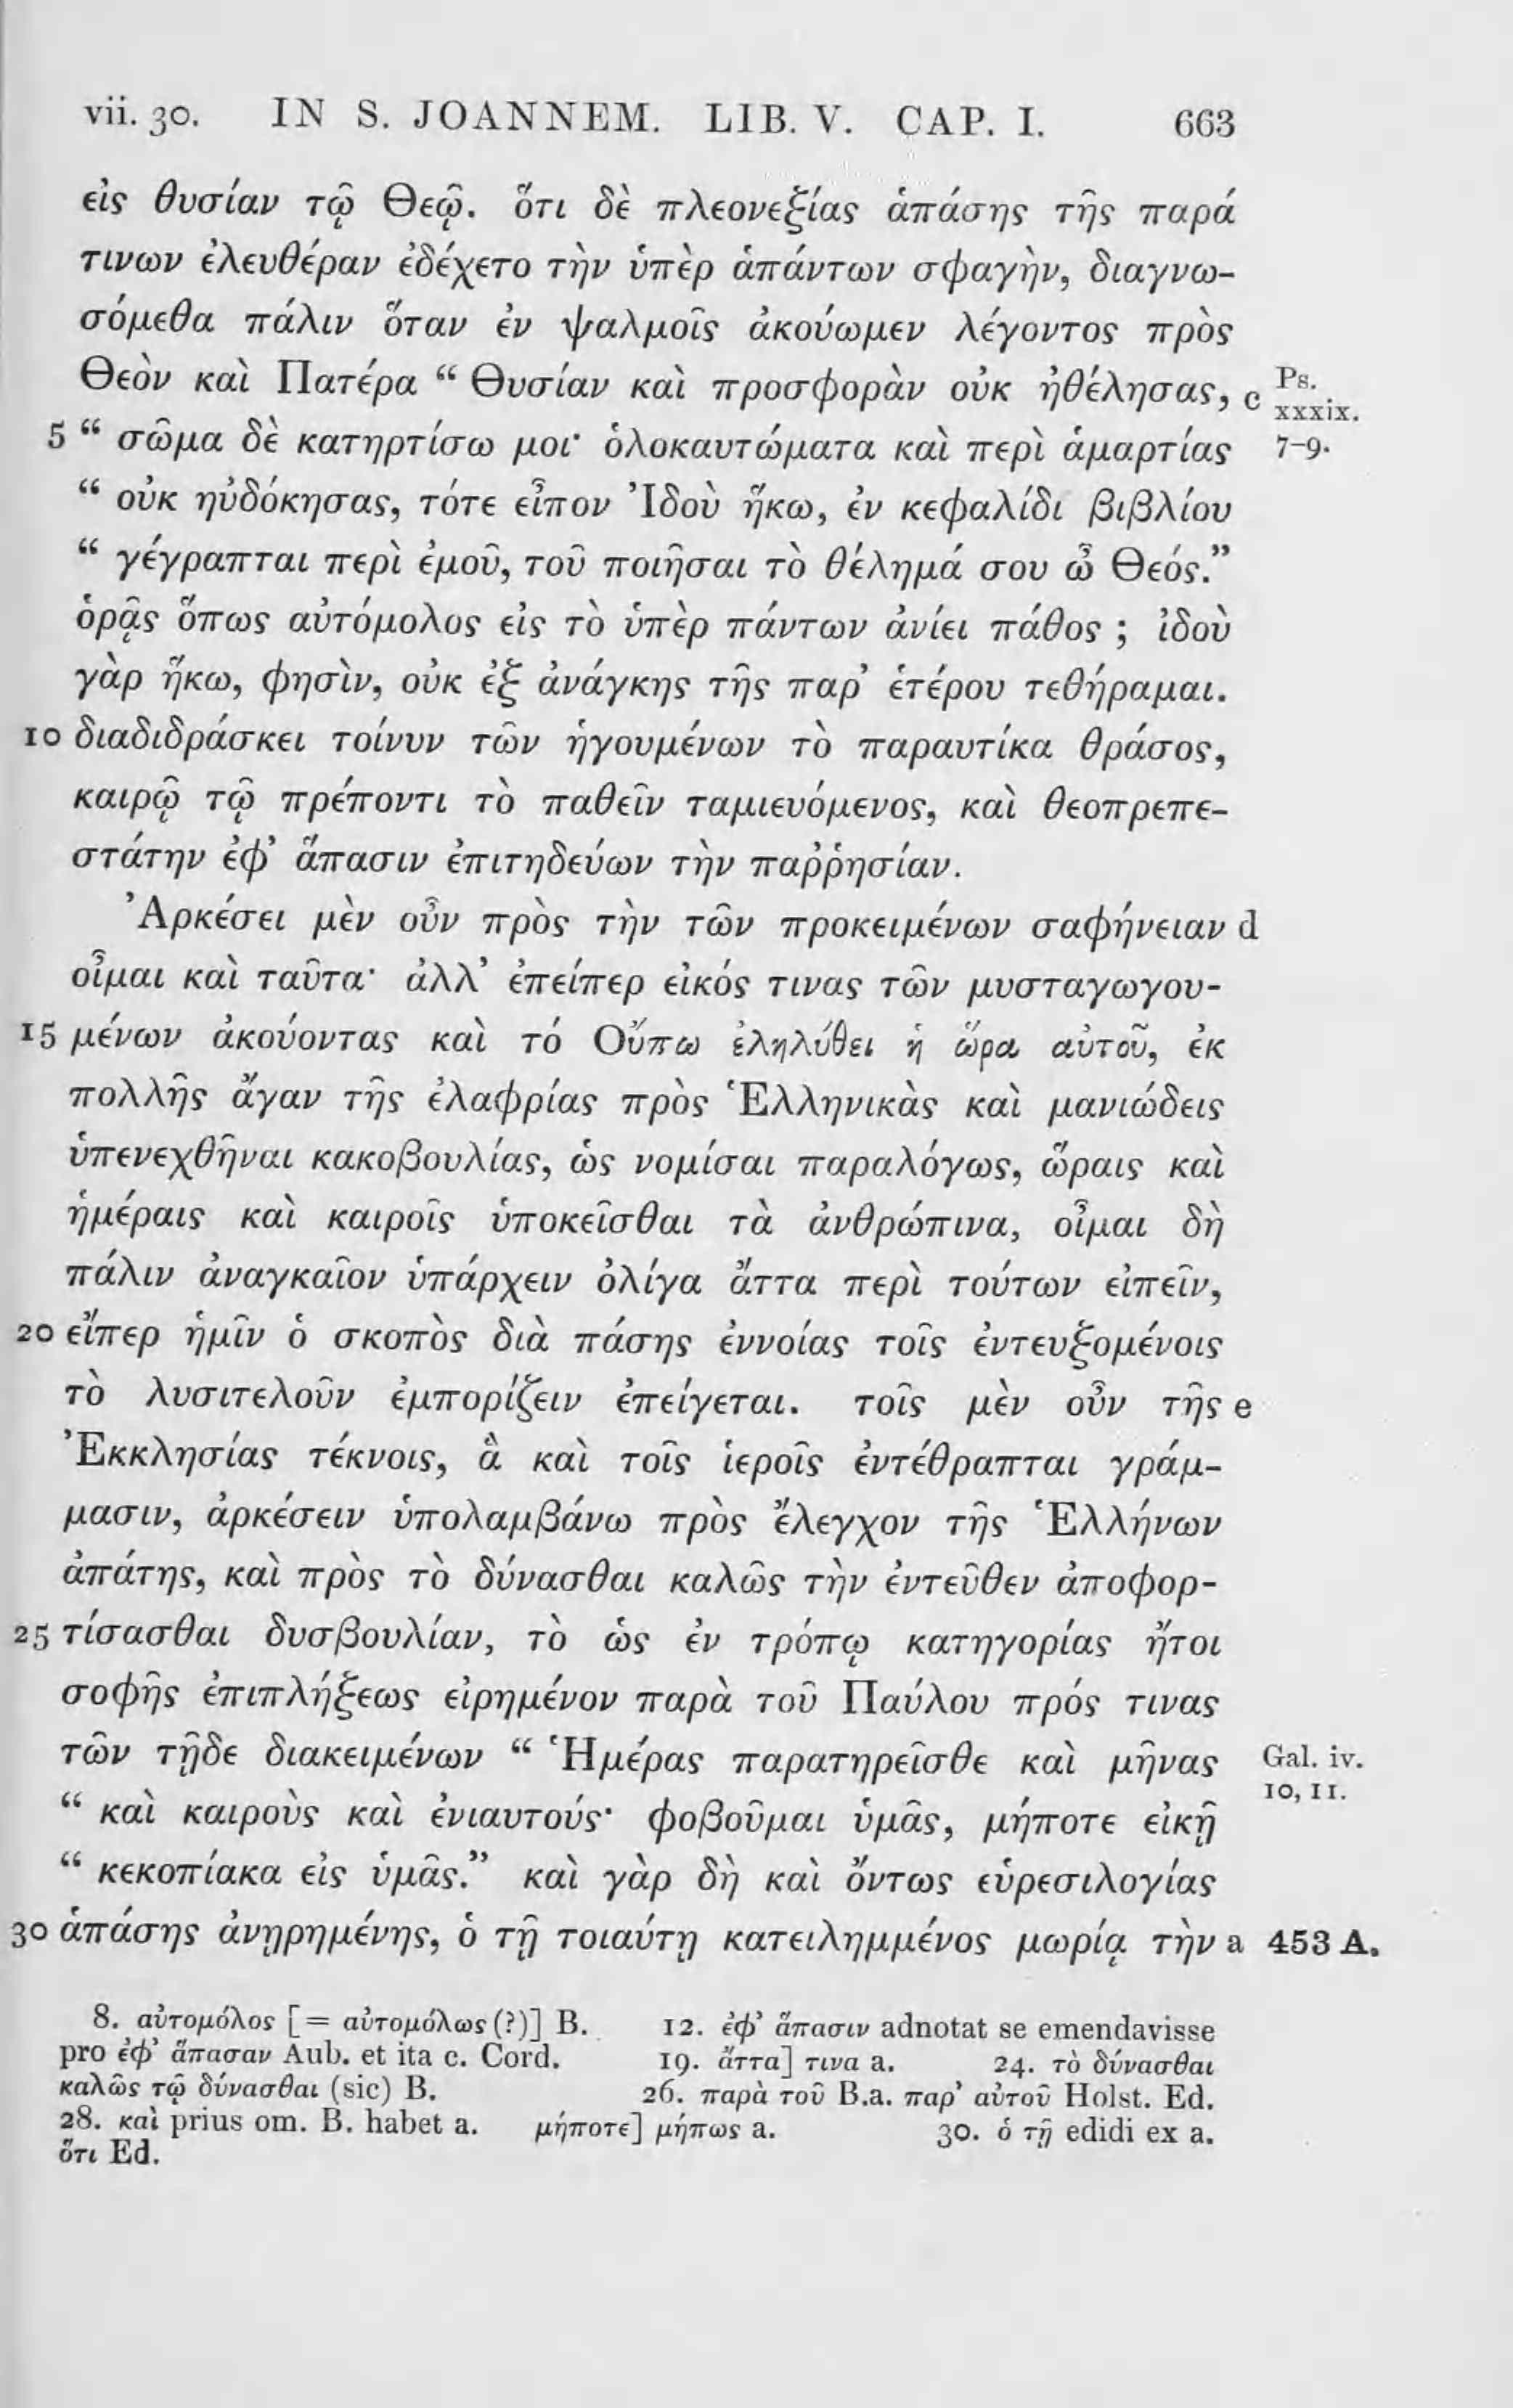 vii. 30. IN S. JOANNEM. LIB. V. CAP. I. 663
εἰς θυσίαν τῷ Θεῷ. ὅτι δὲ πλεονεξίας ἁπάσης τῆς παρά
τινων ἐλευθέραν ἐδέχετο τὴν ὑπὲρ ἁπάντων σφαγὴν, διαγνω-
σόμεθα πάλιν ὅταν ἐν ψαλμοῖς ἀκούωμεν λέγοντος πρὸς
Θεὸν καὶ Πατέρα “ Θυσίαν καὶ προσφορὰν οὐκ ἠθέλησας, c Ps. xxxix. 7-9.
5 “ σῶμα δὲ κατηρτίσω μοι· ὁλοκαυτώματα καὶ περὶ ἁμαρτίας
“ οὐκ ηὐδόκησας, τότε εἶπον Ἰδοὺ ἥκω, ἐν κεφαλίδι βιβλίου
“ γέγραπται περὶ ἐμοῦ, τοῦ ποιῆσαι τὸ θέλημά σου ὦ Θεός.”
ὁρᾷς ὅπως αὐτόμολος εἰς τὸ ὑπὲρ πάντων ἀνίει πάθος ; ἰδοὺ
γὰρ ἥκω, φησὶν, οὐκ ἐξ ἀνάγκης τῆς παρ’ ἑτέρου τεθήραμαι.
10 διαδιδράσκει τοίνυν τῶν ἡγουμένων τὸ παραυτίκα θράσος,
καιρῷ τῷ πρέποντι τὸ παθεῖν ταμιευόμενος, καὶ θεοπρεπε-
στάτην ἐφ’ ἅπασιν ἐπιτηδεύων τὴν παῤῥησίαν.
Ἀρκέσει μὲν οὖν πρὸς τὴν τῶν προκειμένων σαφήνειαν d
οἶμαι καὶ ταῦτα· ἀλλ’ ἐπείπερ εἰκός τινας τῶν μυσταγωγου-
15 μένων ἀκούοντας καὶ τό Οὔπω ἐληλύθει ἡ ὥρα αὐτοῦ, ἐκ
πολλῆς ἄγαν τῆς ἐλαφρίας πρὸς Ἑλληνικὰς καὶ μανιώδεις
ὑπενεχθῆναι κακοβουλίας, ὡς νομίσαι παραλόγως, ὥραις καὶ
ἡμέραις καὶ καιροῖς ὑποκεῖσθαι τὰ ἀνθρώπινα, οἶμαι δὴ
πάλιν ἀναγκαῖον ὑπάρχειν ὀλίγα ἄττα περὶ τούτων εἰπεῖν,
20 εἴπερ ἡμῖν ὁ σκοπὸς διὰ πάσης ἐννοίας τοῖς ἐντευξομένοις
τὸ λυσιτελοῦν ἐμπορίζειν ἐπείγεται. τοῖς μὲν οὖν τῆς e
Ἐκκλησίας τέκνοις, ἃ καὶ τοῖς ἱεροῖς ἐντέθραπται γράμ-
μασιν, ἀρκέσειν ὑπολαμβάνω πρὸς ἔλεγχον τῆς Ἑλλήνων
ἀπάτης, καὶ πρὸς τὸ δύνασθαι καλῶς τὴν ἐντεῦθεν ἀποφορ-
25 τίσασθαι δυσβουλίαν, τὸ ὡς ἐν τρόπῳ κατηγορίας ἤτοι
σοφῆς ἐπιπλήξεως εἰρημένον παρὰ τοῦ Παύλου πρός τινας
τῶν τῇδε διακειμένων “ Ἡμέρας παρατηρεῖσθε καὶ μῆνας Gal. iv. 10, 11.
“ καὶ καιροὺς καὶ ἐνιαυτούς· φοβοῦμαι ὑμᾶς, μήποτε εἰκῇ
“ κεκοπίακα εἰς ὑμᾶς.” καὶ γὰρ δὴ καὶ ὄντως εὑρεσιλογίας
30 ἁπάσης ἀνῃρημένης, ὁ τῇ τοιαύτῃ κατειλημμένος μωρίᾳ τὴν a 453 A.
8. αὐτομόλος [= αὐτομόλως (?)] B. 12. ἐφ’ ἅπασιν adnotat se emendavisse
pro ἐφ’ ἅπασαν Aub. et ita c. Cord. 19. ἄττα] τινα a. 24. τὸ δύνασθαι
καλῶς τῷ δύνασθαι (sic) B. 26. παρὰ τοῦ B.a. παρ’ αὐτοῦ Holst. Ed.
28. καὶ prius om. B. habet a. μήποτε] μήπως a. 30. ὁ τῇ edidi ex a.
ὅτι Ed.